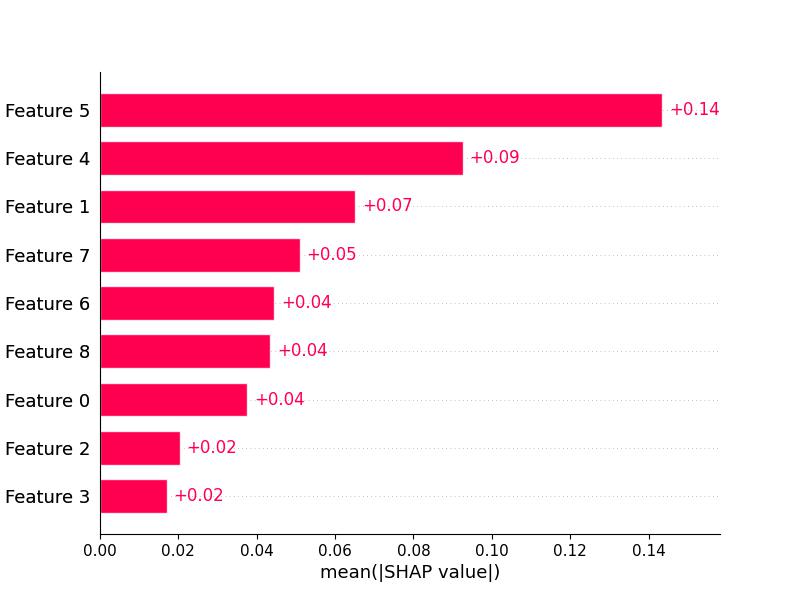 Feature 5 +0.14
Feature 4 +0.09
Feature 1 +0.07
Feature 7 +0.05
Feature 6 +0.04
Feature 8 +0.04
Feature 0 +0.04
Feature 2 +0.02
Feature 3 +0.02
0.00 0.02 0.04 0.06 0.08 0.10 0.12 0.14
mean(|SHAP value|)